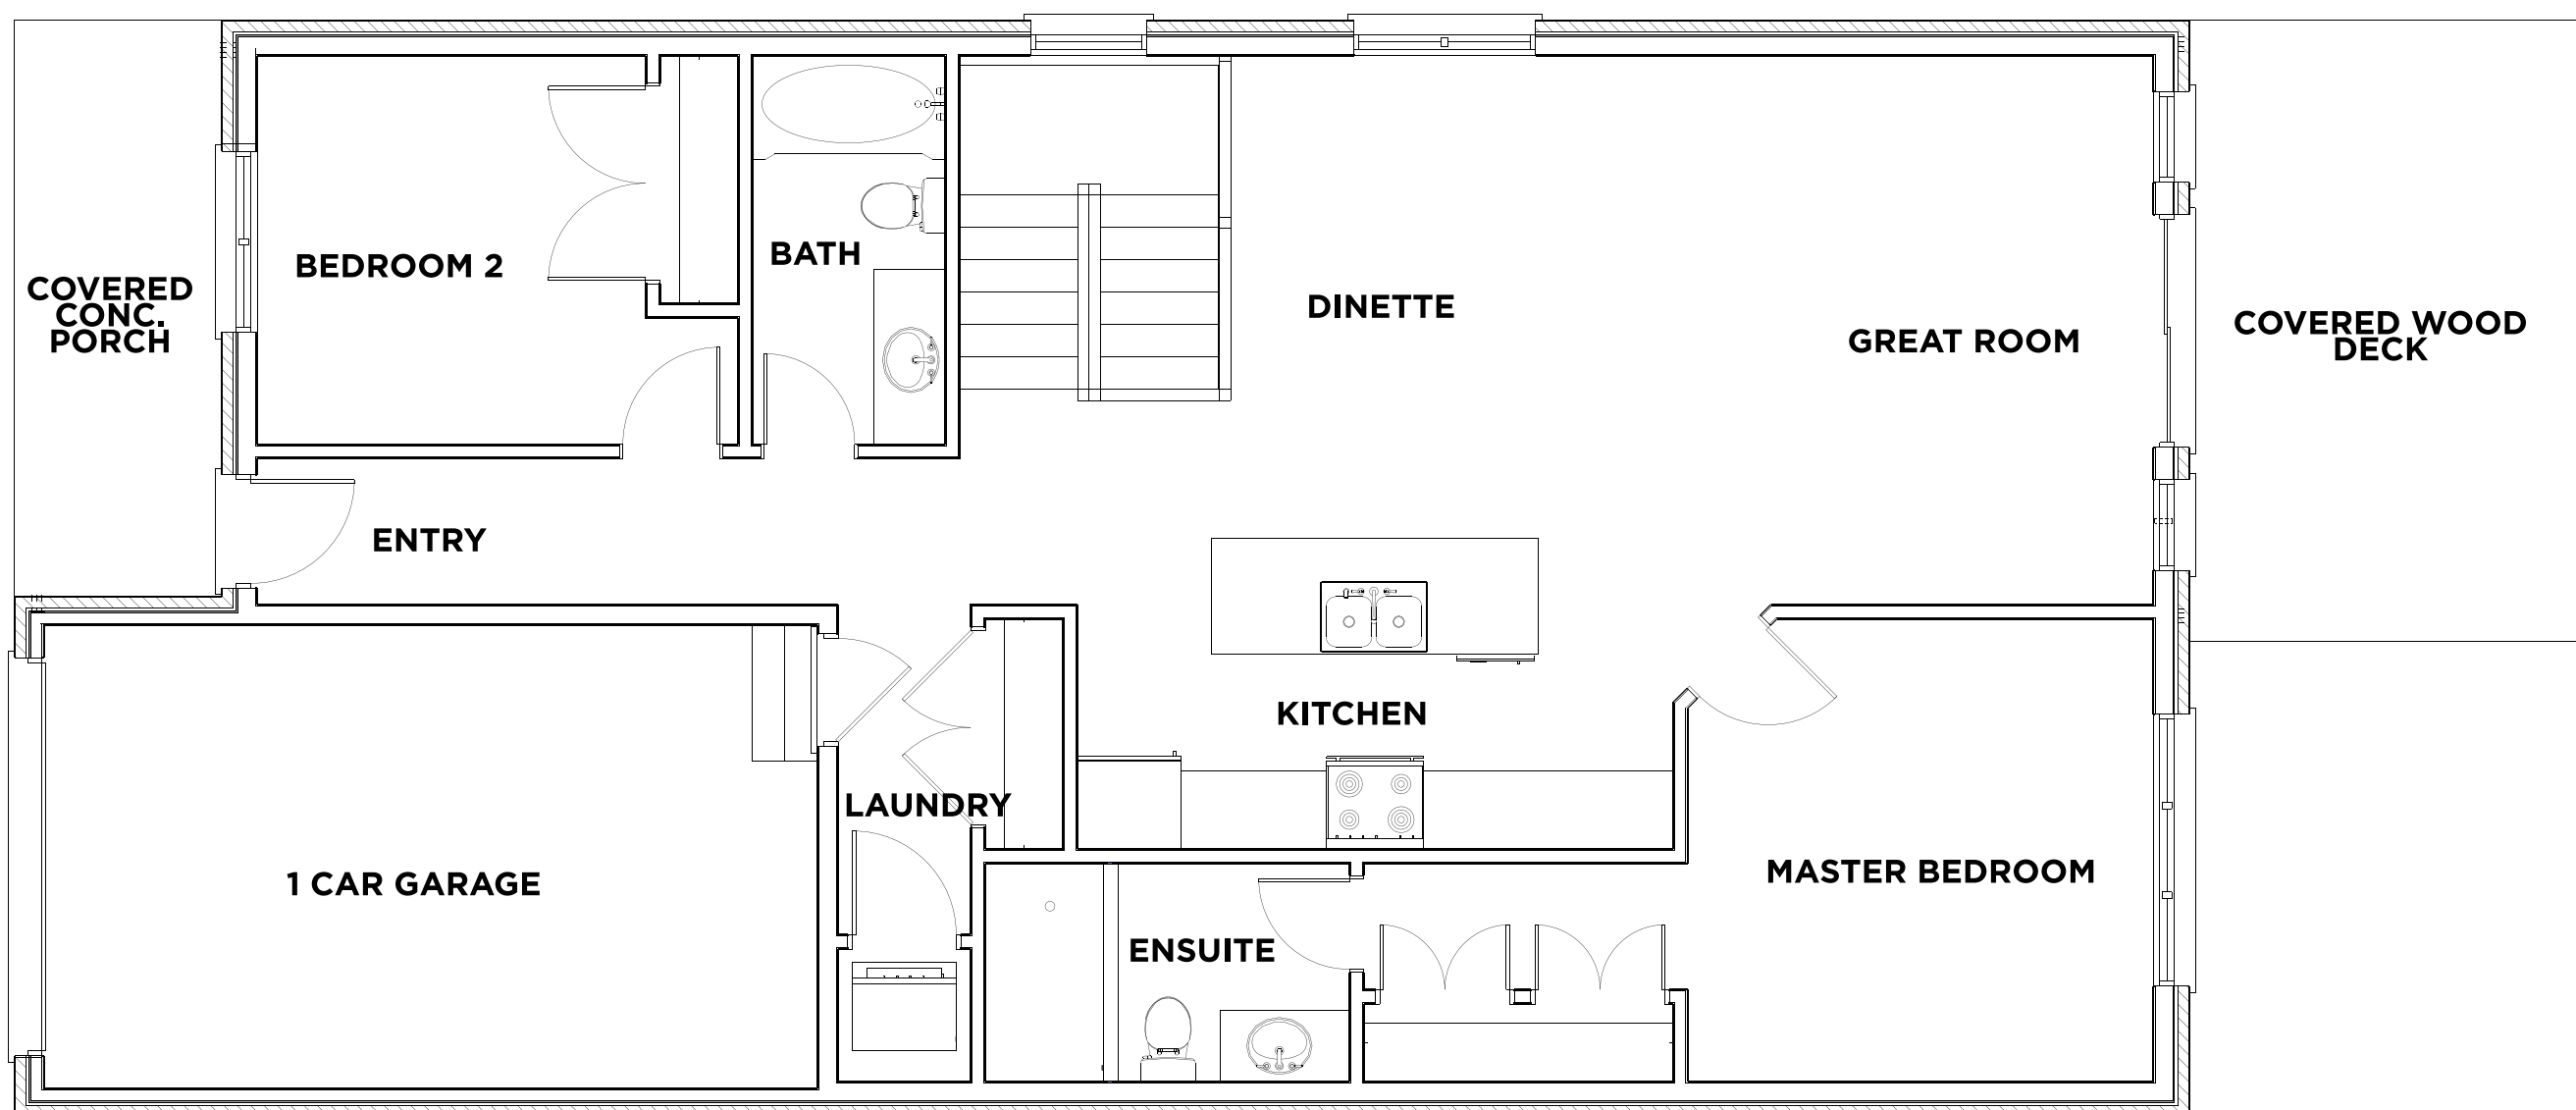 BEDROOM 2
BATH
COVERED
CONC.
PORCH
DINETTE
GREAT ROOM
COVERED WOOD
DECK
ENTRY
KITCHEN
LAUNDRY
1 CAR GARAGE
MASTER BEDROOM
ENSUITE